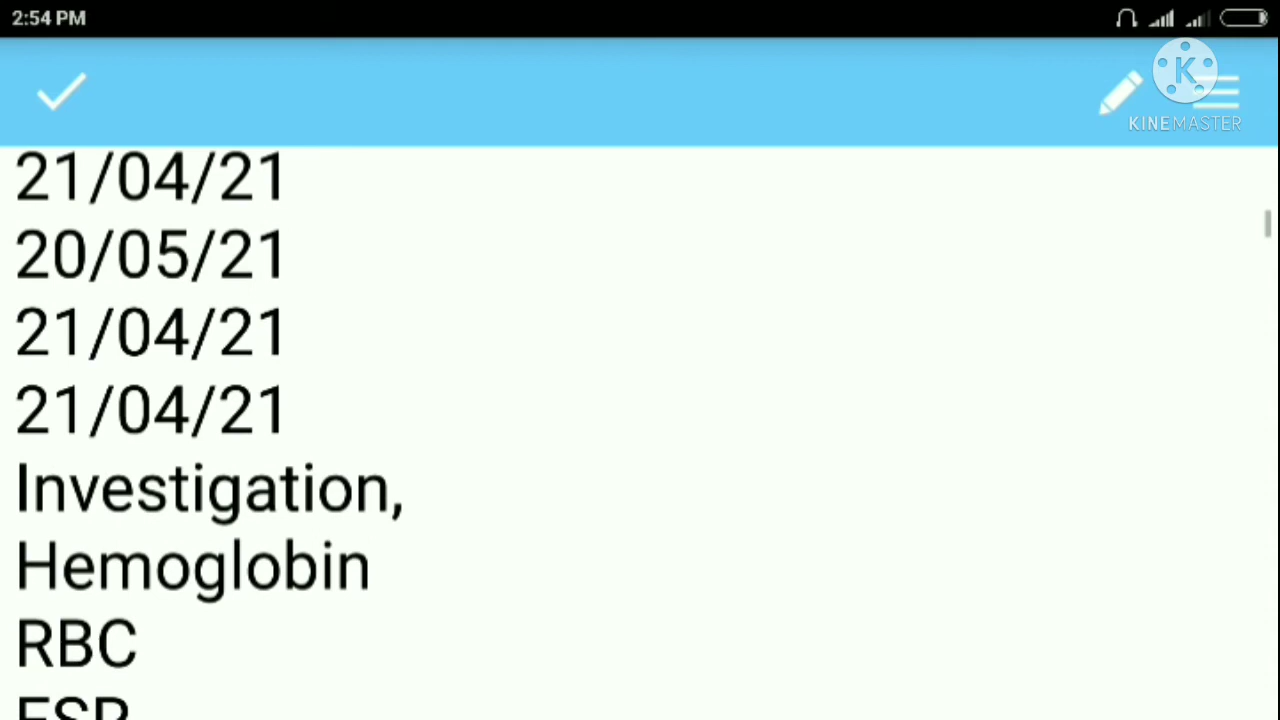 2:54 PM
K
KINEMASTER
21/04/21
20/05/21
21/04/21
21/04/21
Investigation,
Hemoglobin
RBC
ESR